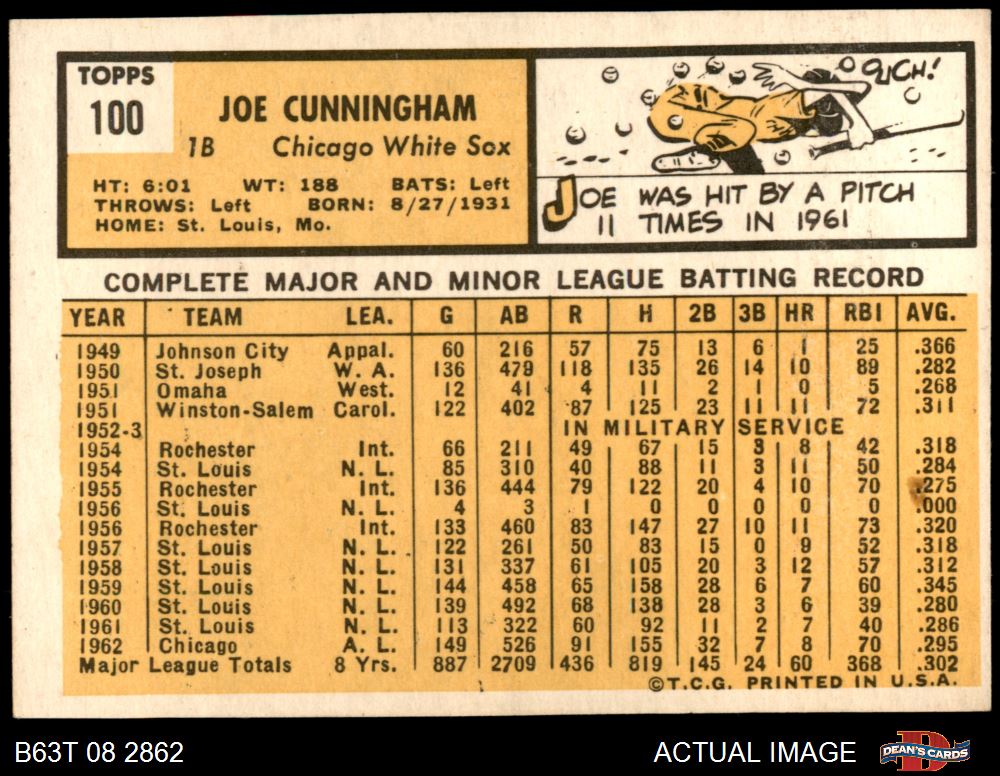 TOPPS
100
JOE CUNNINGHAM
1B Chicago White Sox
HT: 6:01 WT: 188 BATS: Left
THROWS: Left BORN: 8/27/1931
HOME: St. Louis, Mo.
OUCH!
JOE WAS HIT BY A PITCH
11 TIMES IN 1961
COMPLETE MAJOR AND MINOR LEAGUE BATTING RECORD
YEAR TEAM LEA. G AB R H 2B 3B HR RBI AVG.
1949 Johnson City Appal. 60 216 57 75 13 6 1 25 .366
1950 St. Joseph W. A. 136 479 118 135 26 14 10 89 .282
1951 Omaha West. 12 41 4 11 2 1 0 5 .268
1951 Winston-Salem Carol. 122 402 87 125 23 11 11 72 .311
1952-3 IN MILITARY SERVICE
1954 Rochester Int. 66 211 49 67 15 3 8 42 .318
1954 St. Louis N. L. 85 310 40 88 11 3 11 50 .284
1955 Rochester Int. 136 444 79 122 20 4 10 70 .275
1956 St. Louis N. L. 4 3 1 0 0 0 0 0 .000
1956 Rochester Int. 133 460 83 147 27 10 11 73 .320
1957 St. Louis N. L. 122 261 50 83 15 0 9 52 .318
1958 St. Louis N. L. 131 337 61 105 20 3 12 57 .312
1959 St. Louis N. L. 144 458 65 158 28 6 7 60 .345
1960 St. Louis N. L. 139 492 68 138 28 3 6 39 .280
1961 St. Louis N. L. 113 322 60 92 11 2 7 40 .286
1962 Chicago A. L. 149 526 91 155 32 7 8 70 .295
Major League Totals 8 Yrs. 887 2709 436 819 145 24 60 368 .302
©T.C.G. PRINTED IN U.S.A.
B63T 08 2862 ACTUAL IMAGE DEAN'S CARDS